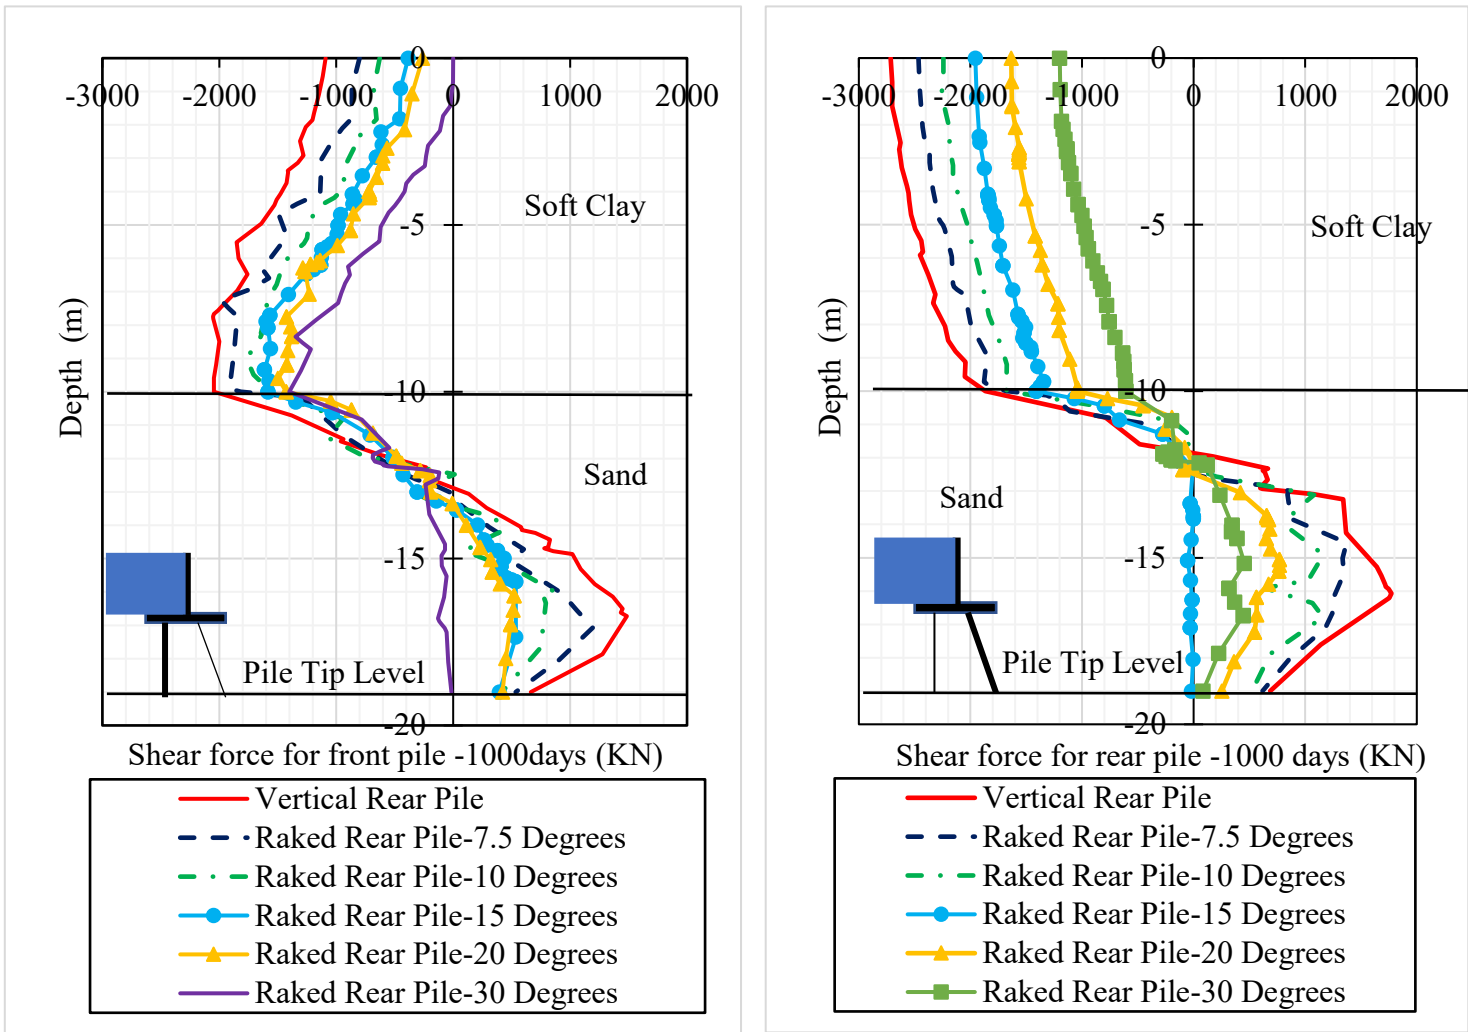 0
-3000 -2000 -1000 0 1000 2000
Soft Clay
-5
Depth (m)
-10
Sand
-15
Pile Tip Level
-20
Shear force for front pile -1000days (KN)
Vertical Rear Pile
Raked Rear Pile-7.5 Degrees
Raked Rear Pile-10 Degrees
Raked Rear Pile-15 Degrees
Raked Rear Pile-20 Degrees
Raked Rear Pile-30 Degrees
0
-3000 -2000 -1000 0 1000 2000
Soft Clay
-5
Depth (m)
-10
Sand
-15
Pile Tip Level
-20
Shear force for rear pile -1000 days (KN)
Vertical Rear Pile
Raked Rear Pile-7.5 Degrees
Raked Rear Pile-10 Degrees
Raked Rear Pile-15 Degrees
Raked Rear Pile-20 Degrees
Raked Rear Pile-30 Degrees